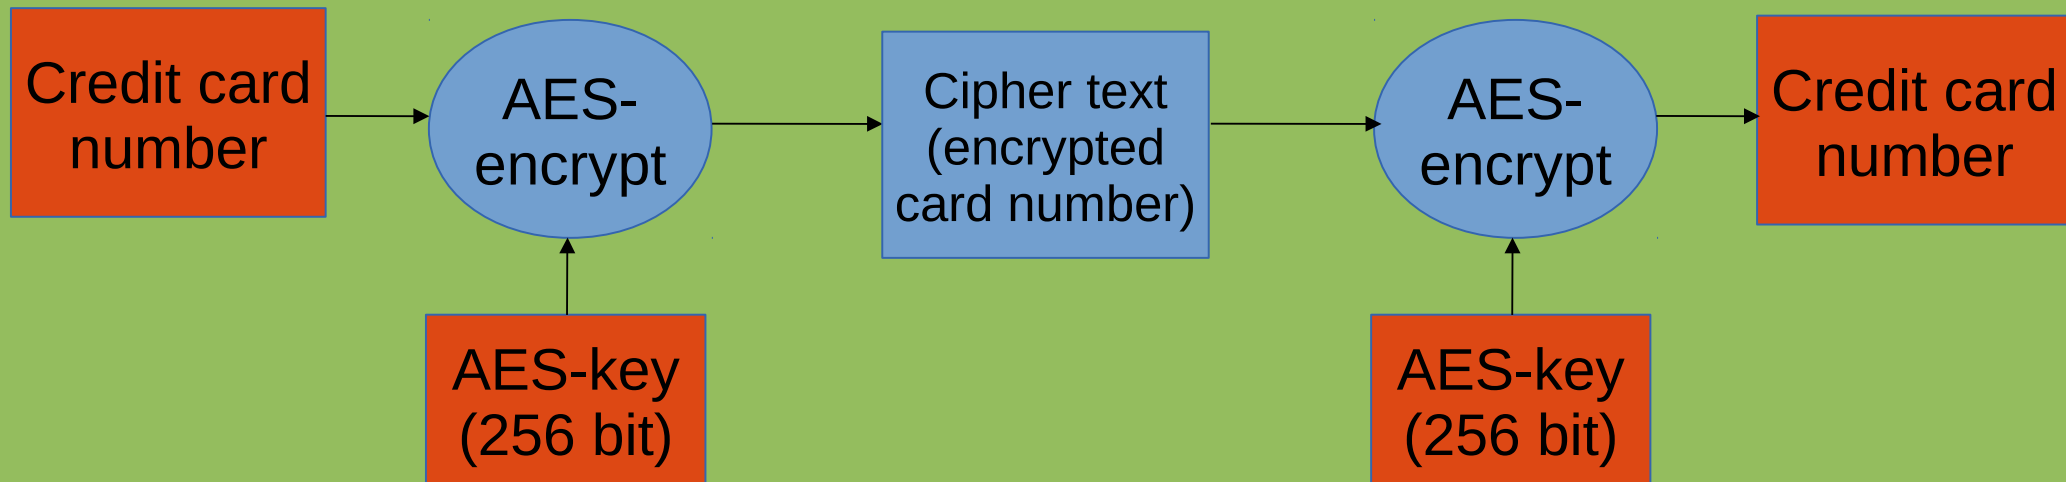 Credit card
number
AES-
encrypt
Cipher text
(encrypted
card number)
AES-
encrypt
Credit card
number
AES-key
(256 bit)
AES-key
(256 bit)